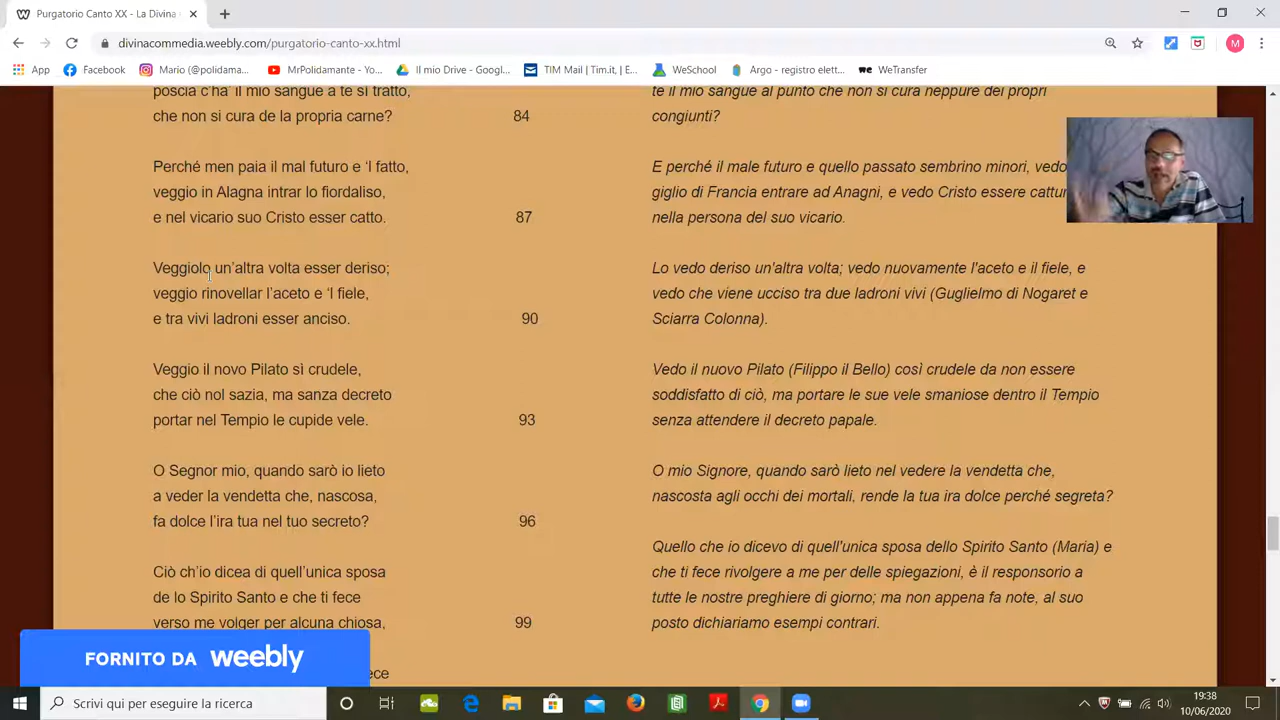 Purgatorio Canto XX - La Divina
divinacommedia.weebly.com/purgatorio-canto-xx.html
App Facebook Mario (@polidama... MrPolidamante - Yo... Il mio Drive - Googl... TIM Mail | Tim.it, | E... WeSchool Argo - registro elett... WeTransfer
M
poscia c'ha' il mio sangue a te sì tratto,
che non si cura de la propria carne?
84
Perché men paia il mal futuro e 'l fatto,
veggio in Alagna intrar lo fiordaliso,
e nel vicario suo Cristo esser catto.
87
Veggiolo un'altra volta esser deriso;
veggio rinovellar l'aceto e 'l fiele,
e tra vivi ladroni esser anciso.
90
Veggio il novo Pilato sì crudele,
che ciò nol sazia, ma sanza decreto
portar nel Tempio le cupide vele.
93
O Segnor mio, quando sarò io lieto
a veder la vendetta che, nascosa,
fa dolce l'ira tua nel tuo secreto?
96
Ciò ch'io dicea di quell'unica sposa
de lo Spirito Santo e che ti fece
verso me volger per alcuna chiosa,
99
ece
te il mio sangue al punto che non si cura neppure dei propri
congiunti?
E perché il male futuro e quello passato sembrino minori, vedo
giglio di Francia entrare ad Anagni, e vedo Cristo essere cattur
nella persona del suo vicario.
Lo vedo deriso un'altra volta; vedo nuovamente l'aceto e il fiele, e
vedo che viene ucciso tra due ladroni vivi (Guglielmo di Nogaret e
Sciarra Colonna).
Vedo il nuovo Pilato (Filippo il Bello) così crudele da non essere
soddisfatto di ciò, ma portare le sue vele smaniose dentro il Tempio
senza attendere il decreto papale.
O mio Signore, quando sarò lieto nel vedere la vendetta che,
nascosta agli occhi dei mortali, rende la tua ira dolce perché segreta?
Quello che io dicevo di quell'unica sposa dello Spirito Santo (Maria) e
che ti fece rivolgere a me per delle spiegazioni, è il responsorio a
tutte le nostre preghiere di giorno; ma non appena fa note, al suo
posto dichiariamo esempi contrari.
FORNITO DA weebly
Scrivi qui per eseguire la ricerca
19:38
10/06/2020